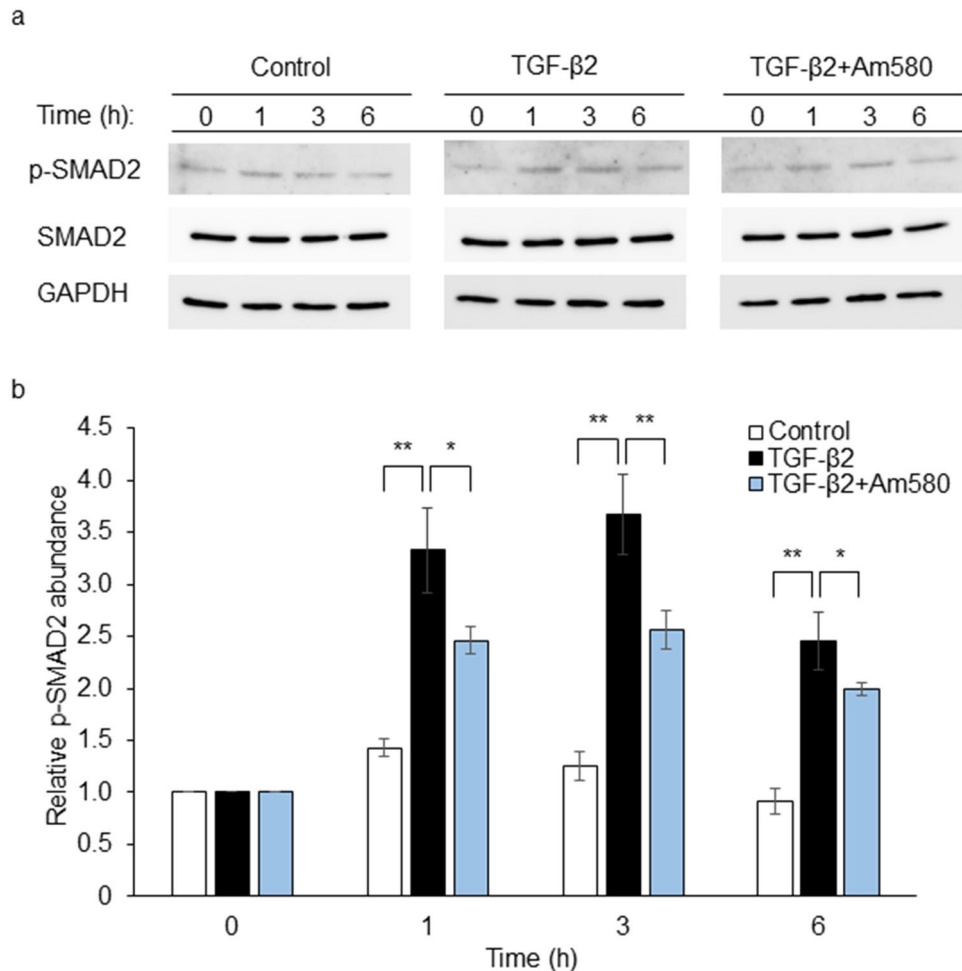 a
Control TGF-β2 TGF-β2+Am580
Time (h): 0 1 3 6 0 1 3 6 0 1 3 6
p-SMAD2
SMAD2
GAPDH
b
Relative p-SMAD2 abundance
4.5
4.0
3.5
3.0
2.5
2.0
1.5
1.0
0.5
0
** *
** **
** *
Control
TGF-β2
TGF-β2+Am580
0 1 3 6
Time (h)